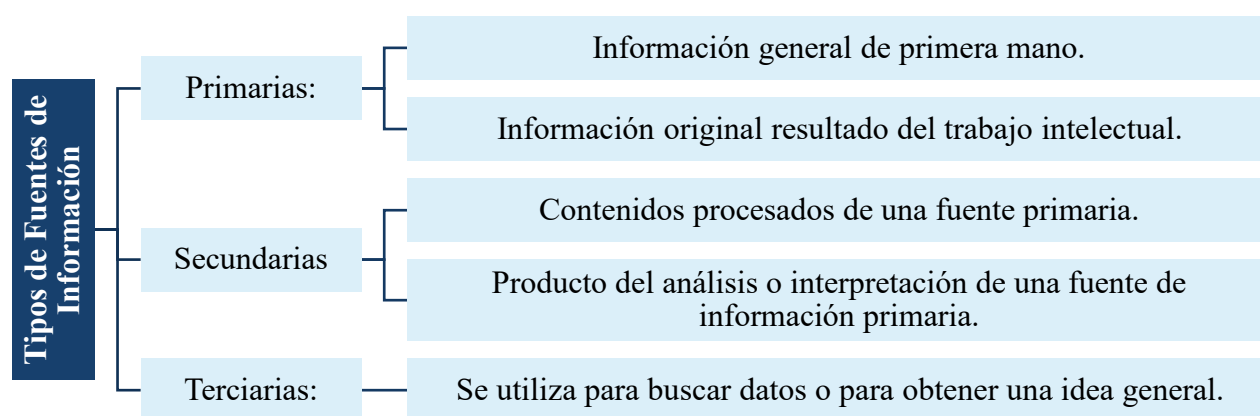 Tipos de Fuentes de
Información
Primarias:
Información general de primera mano.
Información original resultado del trabajo intelectual.
Secundarias
Contenidos procesados de una fuente primaria.
Producto del análisis o interpretación de una fuente de
información primaria.
Terciarias:
Se utiliza para buscar datos o para obtener una idea general.